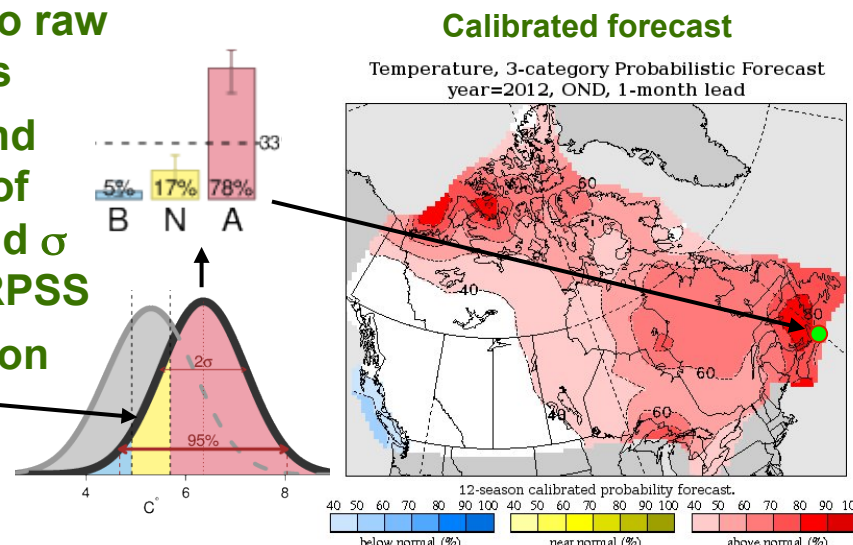 o raw
s
nd
of
d σ
RPSS
on
Calibrated forecast
Temperature, 3-category Probabilistic Forecast
year=2012, OND, 1-month lead
33
5% 17% 78%
B N A
2σ
95%
4 6 8
C°
60
40
80
60
40
60
12-season calibrated probability forecast.
40 50 60 70 80 90 100 40 50 60 70 80 90 100 40 50 60 70 80 90 100
below normal (%) near normal (%) above normal (%)